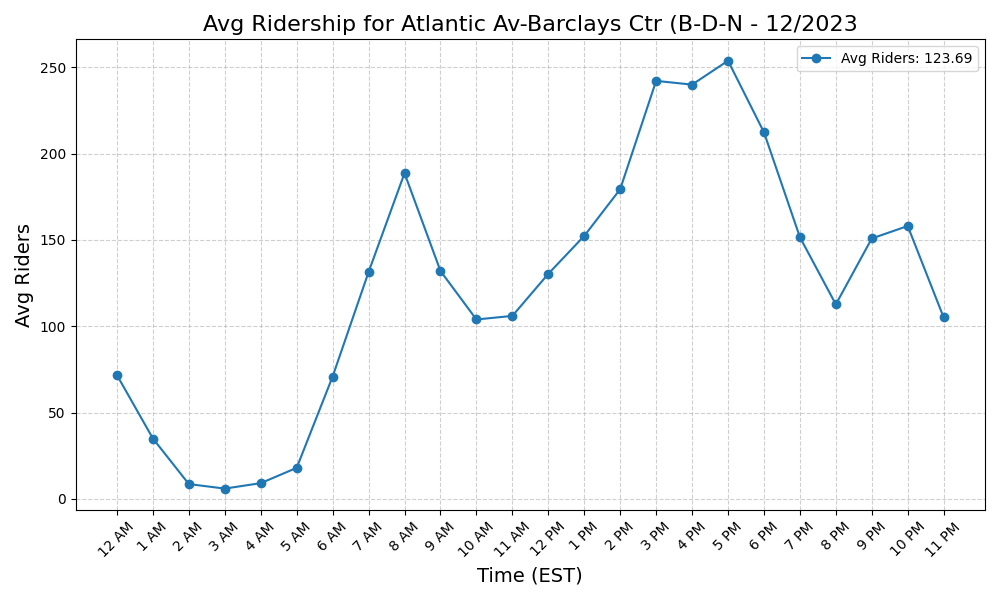 Avg Ridership for Atlantic Av-Barclays Ctr (B-D-N - 12/2023
Avg Riders: 123.69
Avg Riders
250
200
150
100
50
0
12 AM
1 AM
2 AM
3 AM
4 AM
5 AM
6 AM
7 AM
8 AM
9 AM
10 AM
11 AM
12 PM
1 PM
2 PM
3 PM
4 PM
5 PM
6 PM
7 PM
8 PM
9 PM
10 PM
11 PM
Time (EST)